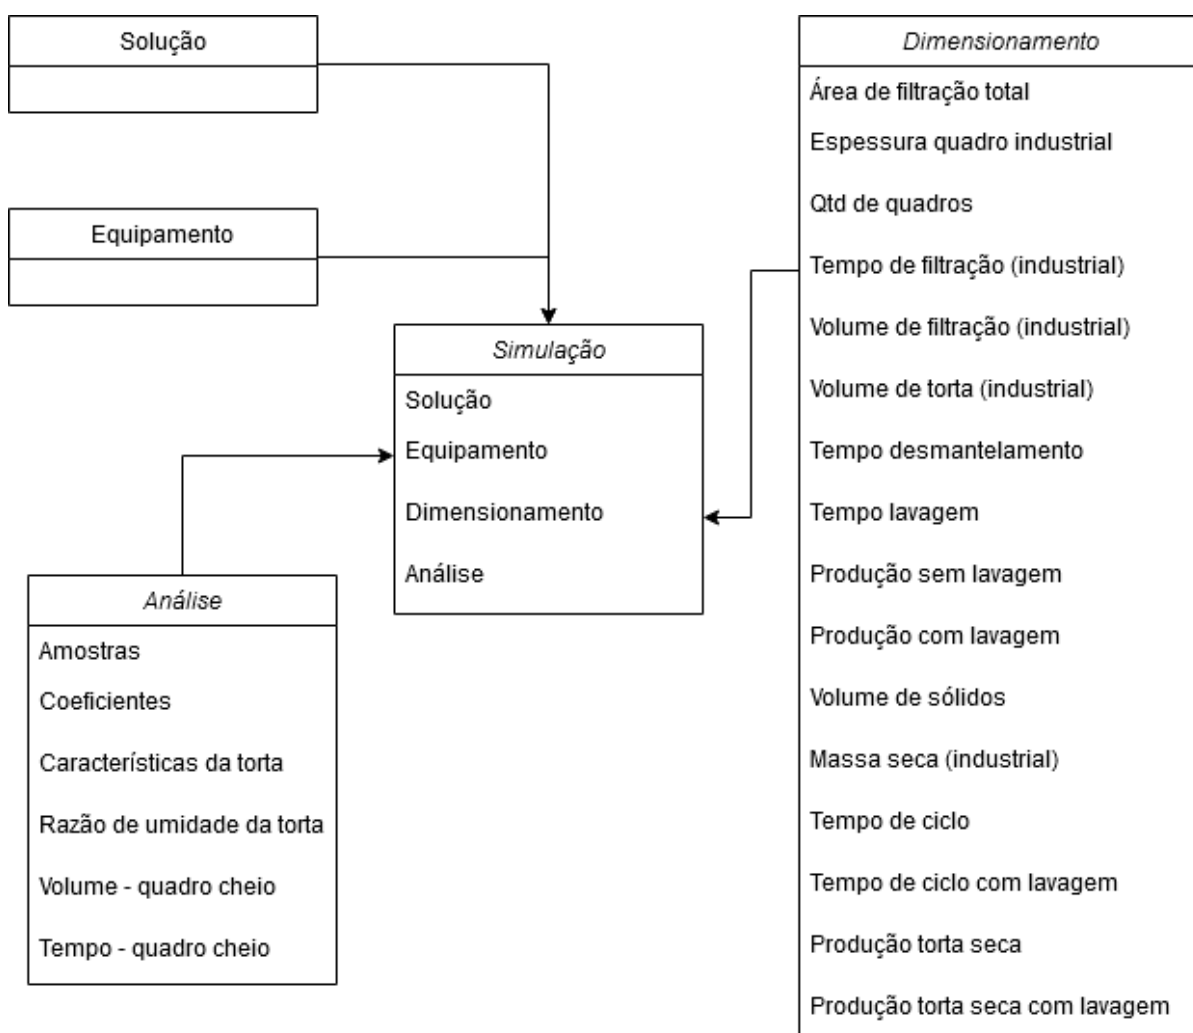 Solução
Equipamento
Simulação
Solução
Equipamento
Dimensionamento
Análise
Análise
Amostras
Coeficientes
Características da torta
Razão de umidade da torta
Volume - quadro cheio
Tempo - quadro cheio
Dimensionamento
Área de filtração total
Espessura quadro industrial
Qtd de quadros
Tempo de filtração (industrial)
Volume de filtração (industrial)
Volume de torta (industrial)
Tempo desmantelamento
Tempo lavagem
Produção sem lavagem
Produção com lavagem
Volume de sólidos
Massa seca (industrial)
Tempo de ciclo
Tempo de ciclo com lavagem
Produção torta seca
Produção torta seca com lavagem